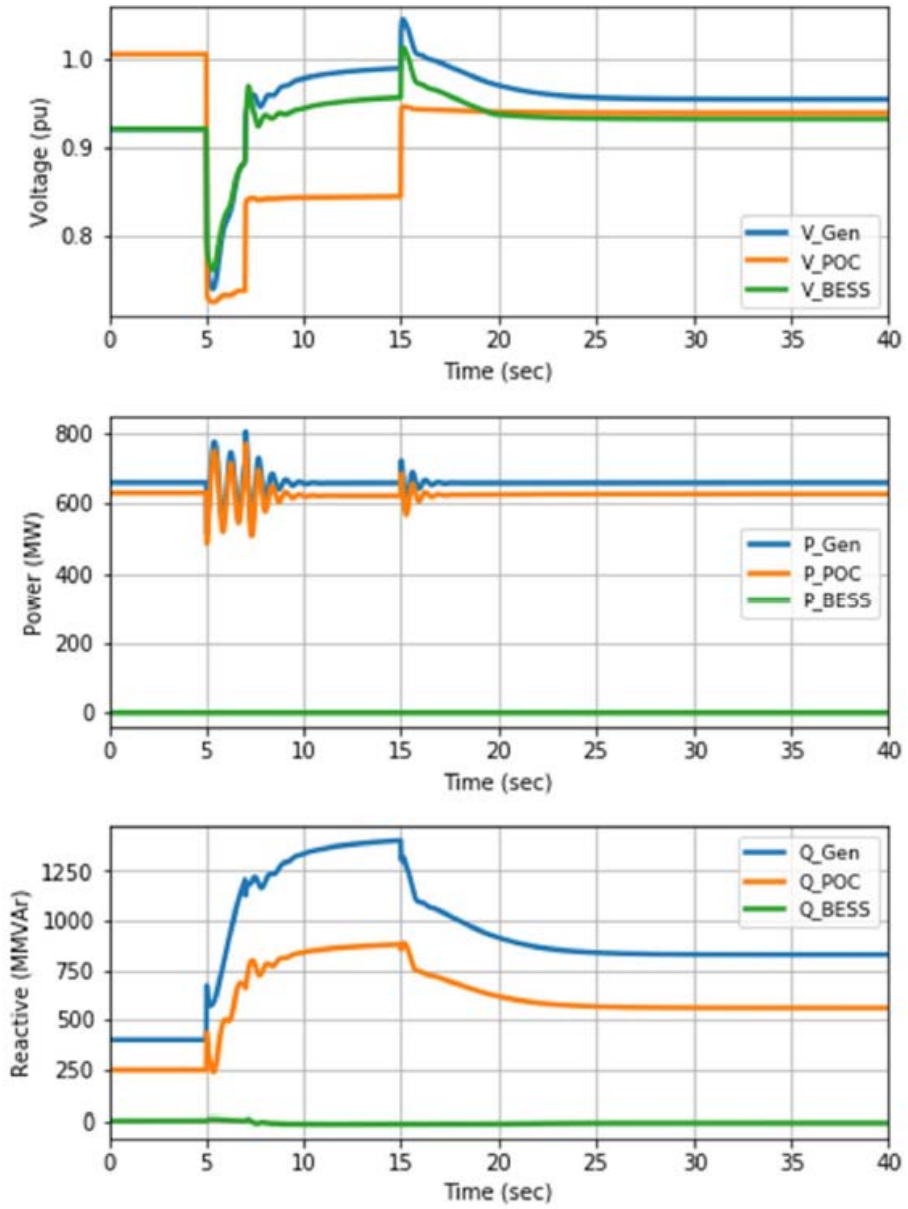 1.0
0.9
0.8
Voltage (pu)
V_Gen
V_POC
V_BESS
0 5 10 15 20 25 30 35 40
Time (sec)
800
600
400
200
0
Power (MW)
P_Gen
P_POC
P_BESS
0 5 10 15 20 25 30 35 40
Time (sec)
1250
1000
750
500
250
0
Reactive (MMVAr)
Q_Gen
Q_POC
Q_BESS
0 5 10 15 20 25 30 35 40
Time (sec)